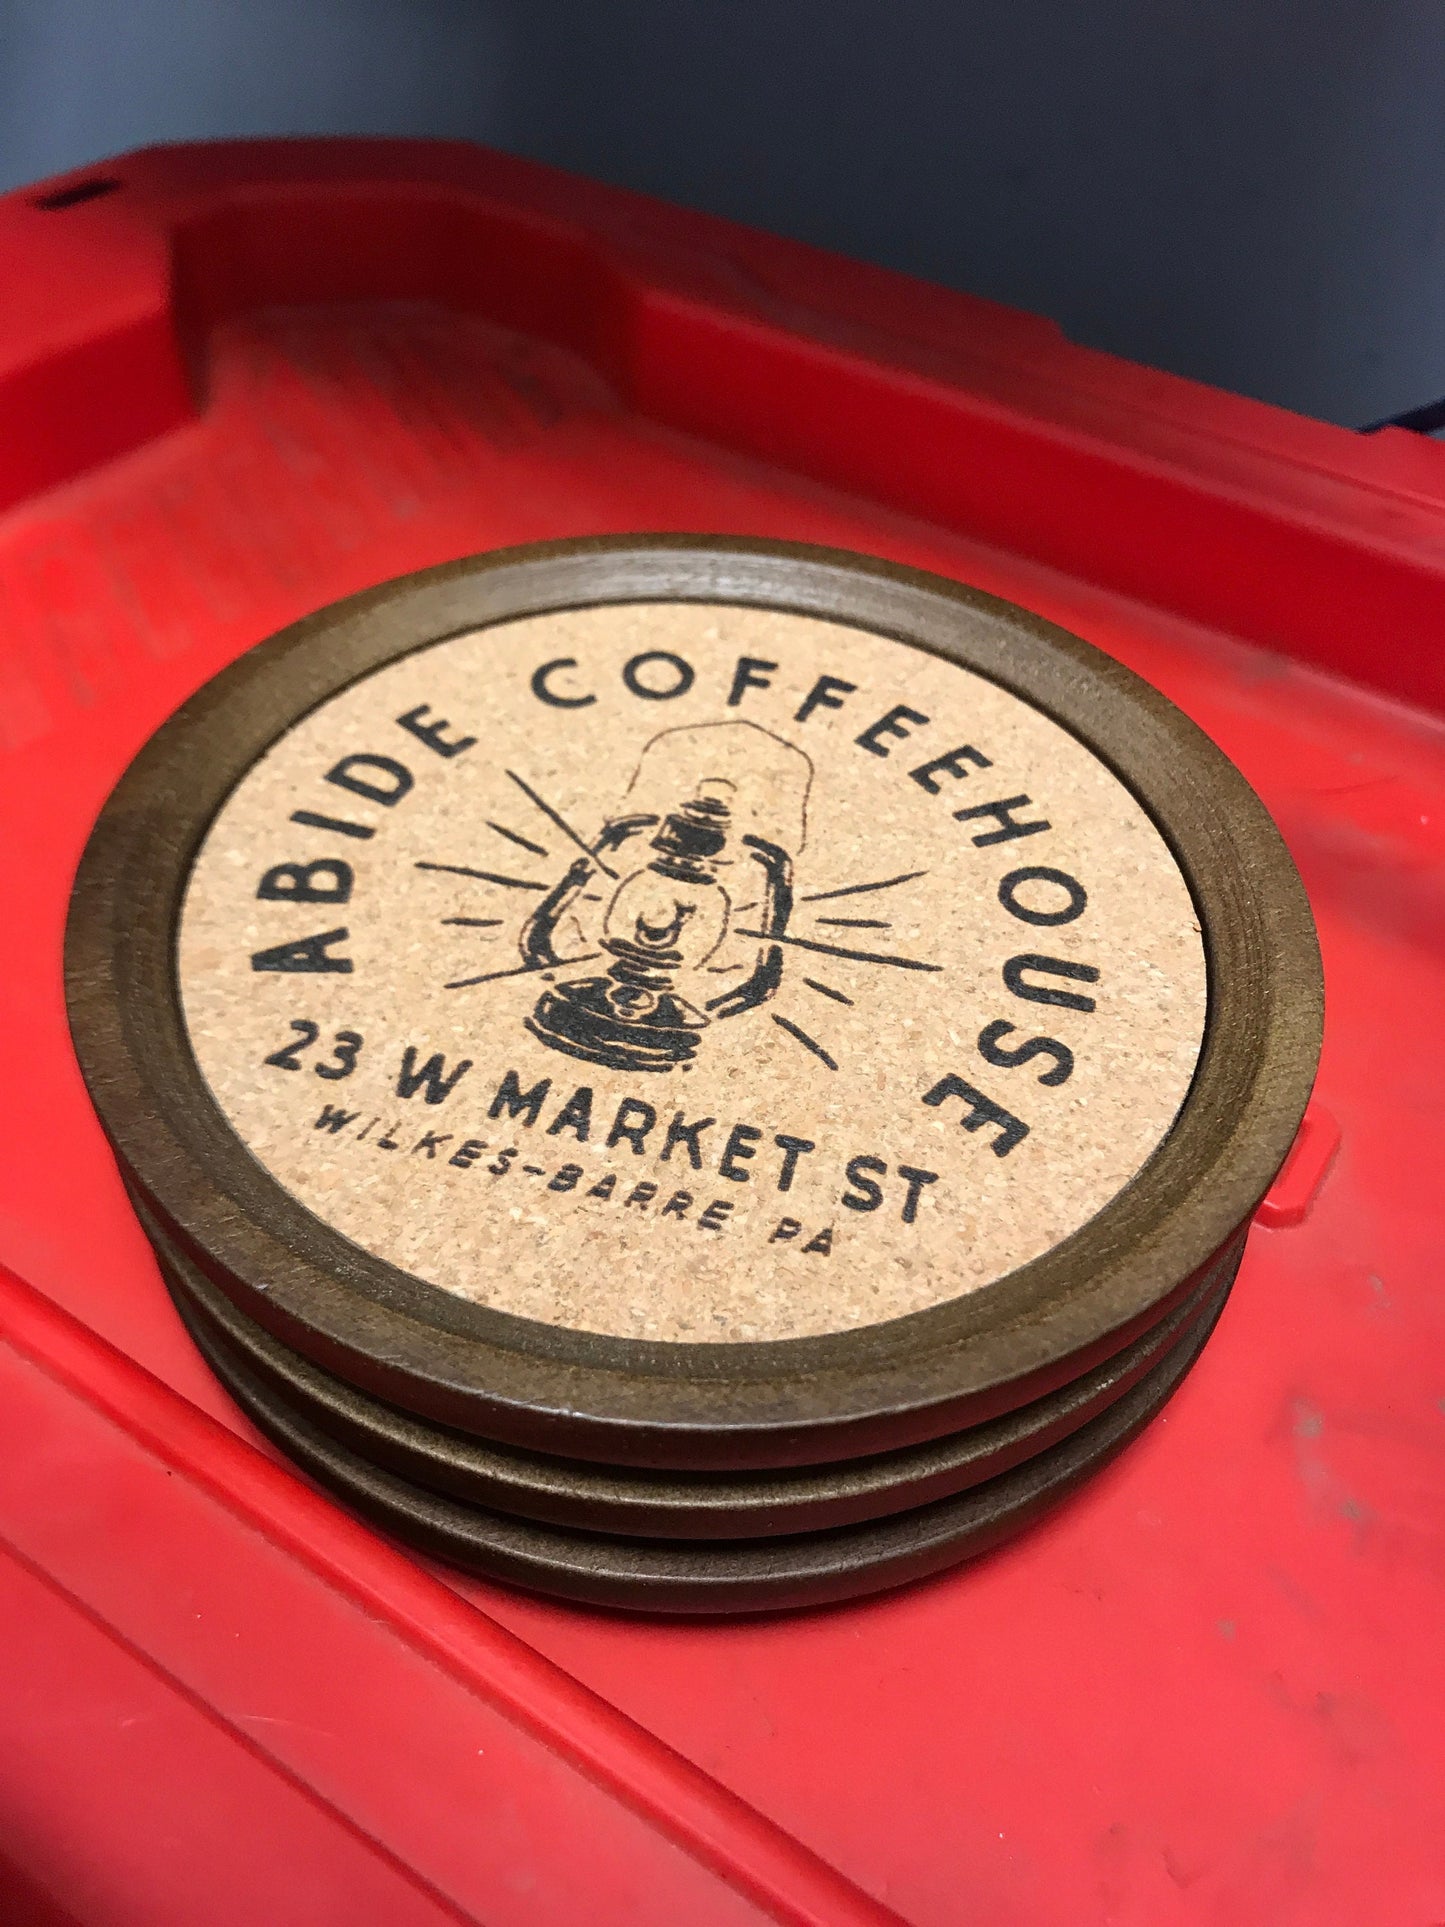 ABIDE COFFEEHOUSE
23 W MARKET ST
WILKES-BARRE PA